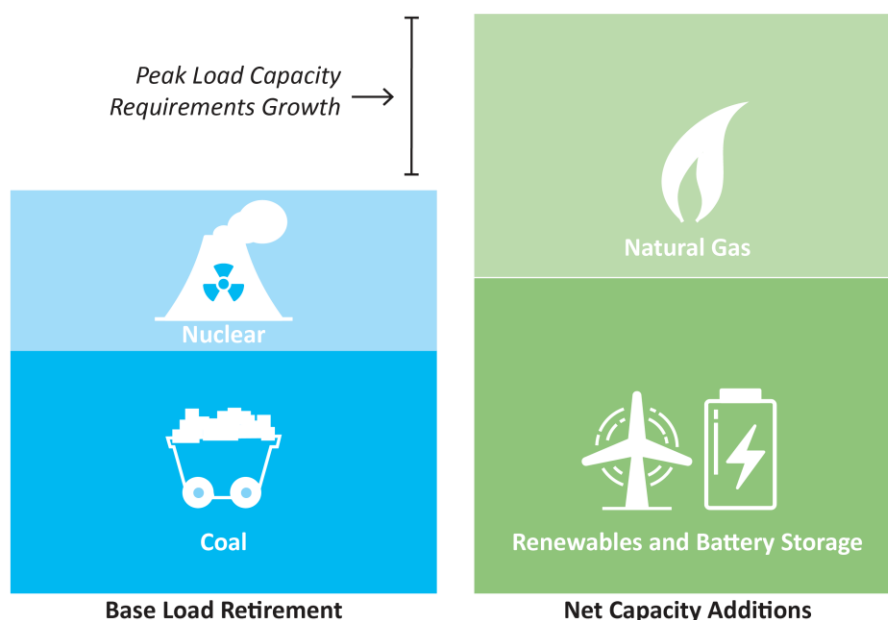 Peak Load Capacity
Requirements Growth
Nuclear
Coal
Base Load Retirement
Natural Gas
Renewables and Battery Storage
Net Capacity Additions